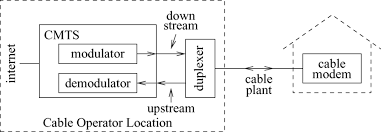 down
stream
CMTS
modulator
demodulator
internet
duplexer
upstream
Cable Operator Location
cable
plant
cable
modem